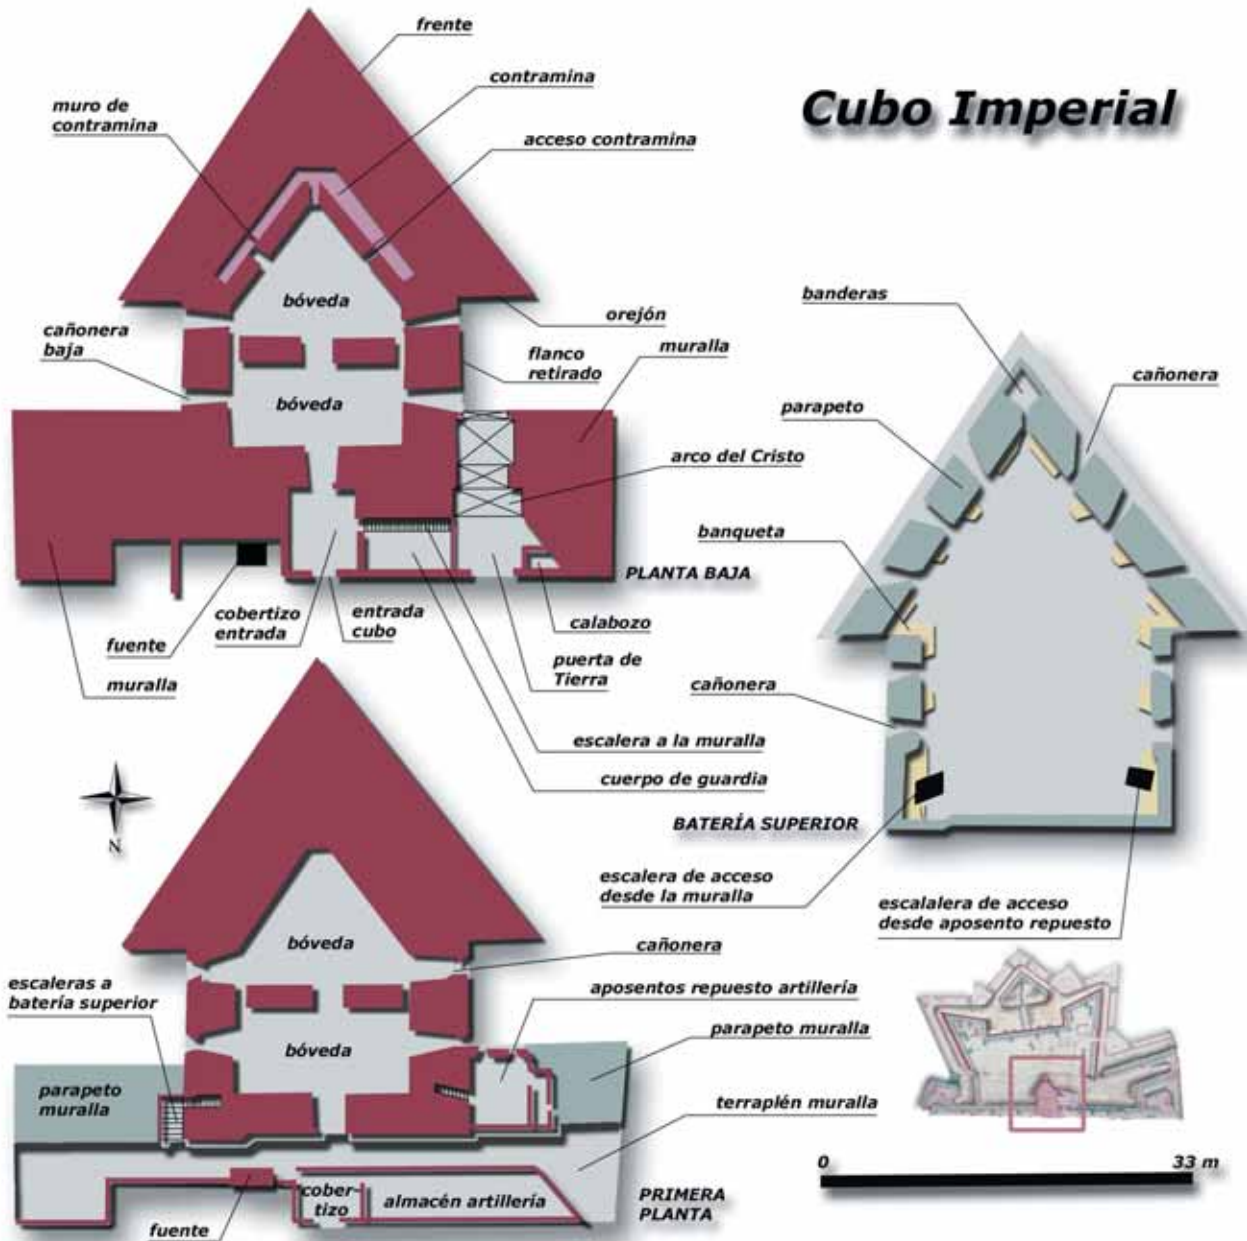 Cubo Imperial
frente
contramina
muro de
contramina
acceso contramina
bóveda
orejón
cañonera
baja
flanco
retirado
muralla
bóveda
arco del Cristo
PLANTA BAJA
cobertizo
entrada
entrada
cubo
calabozo
fuente
puerta de
Tierra
muralla
escalera a la muralla
cuerpo de guardia
banderas
cañonera
parapeto
banqueta
cañonera
BATERÍA SUPERIOR
escalera de acceso
desde la muralla
escalalera de acceso
desde aposento repuesto
N
bóveda
cañonera
escaleras a
batería superior
aposentos repuesto artillería
parapeto muralla
bóveda
parapeto
muralla
terraplén muralla
cober-
tizo
almacén artillería
PRIMERA
PLANTA
fuente
0
33 m